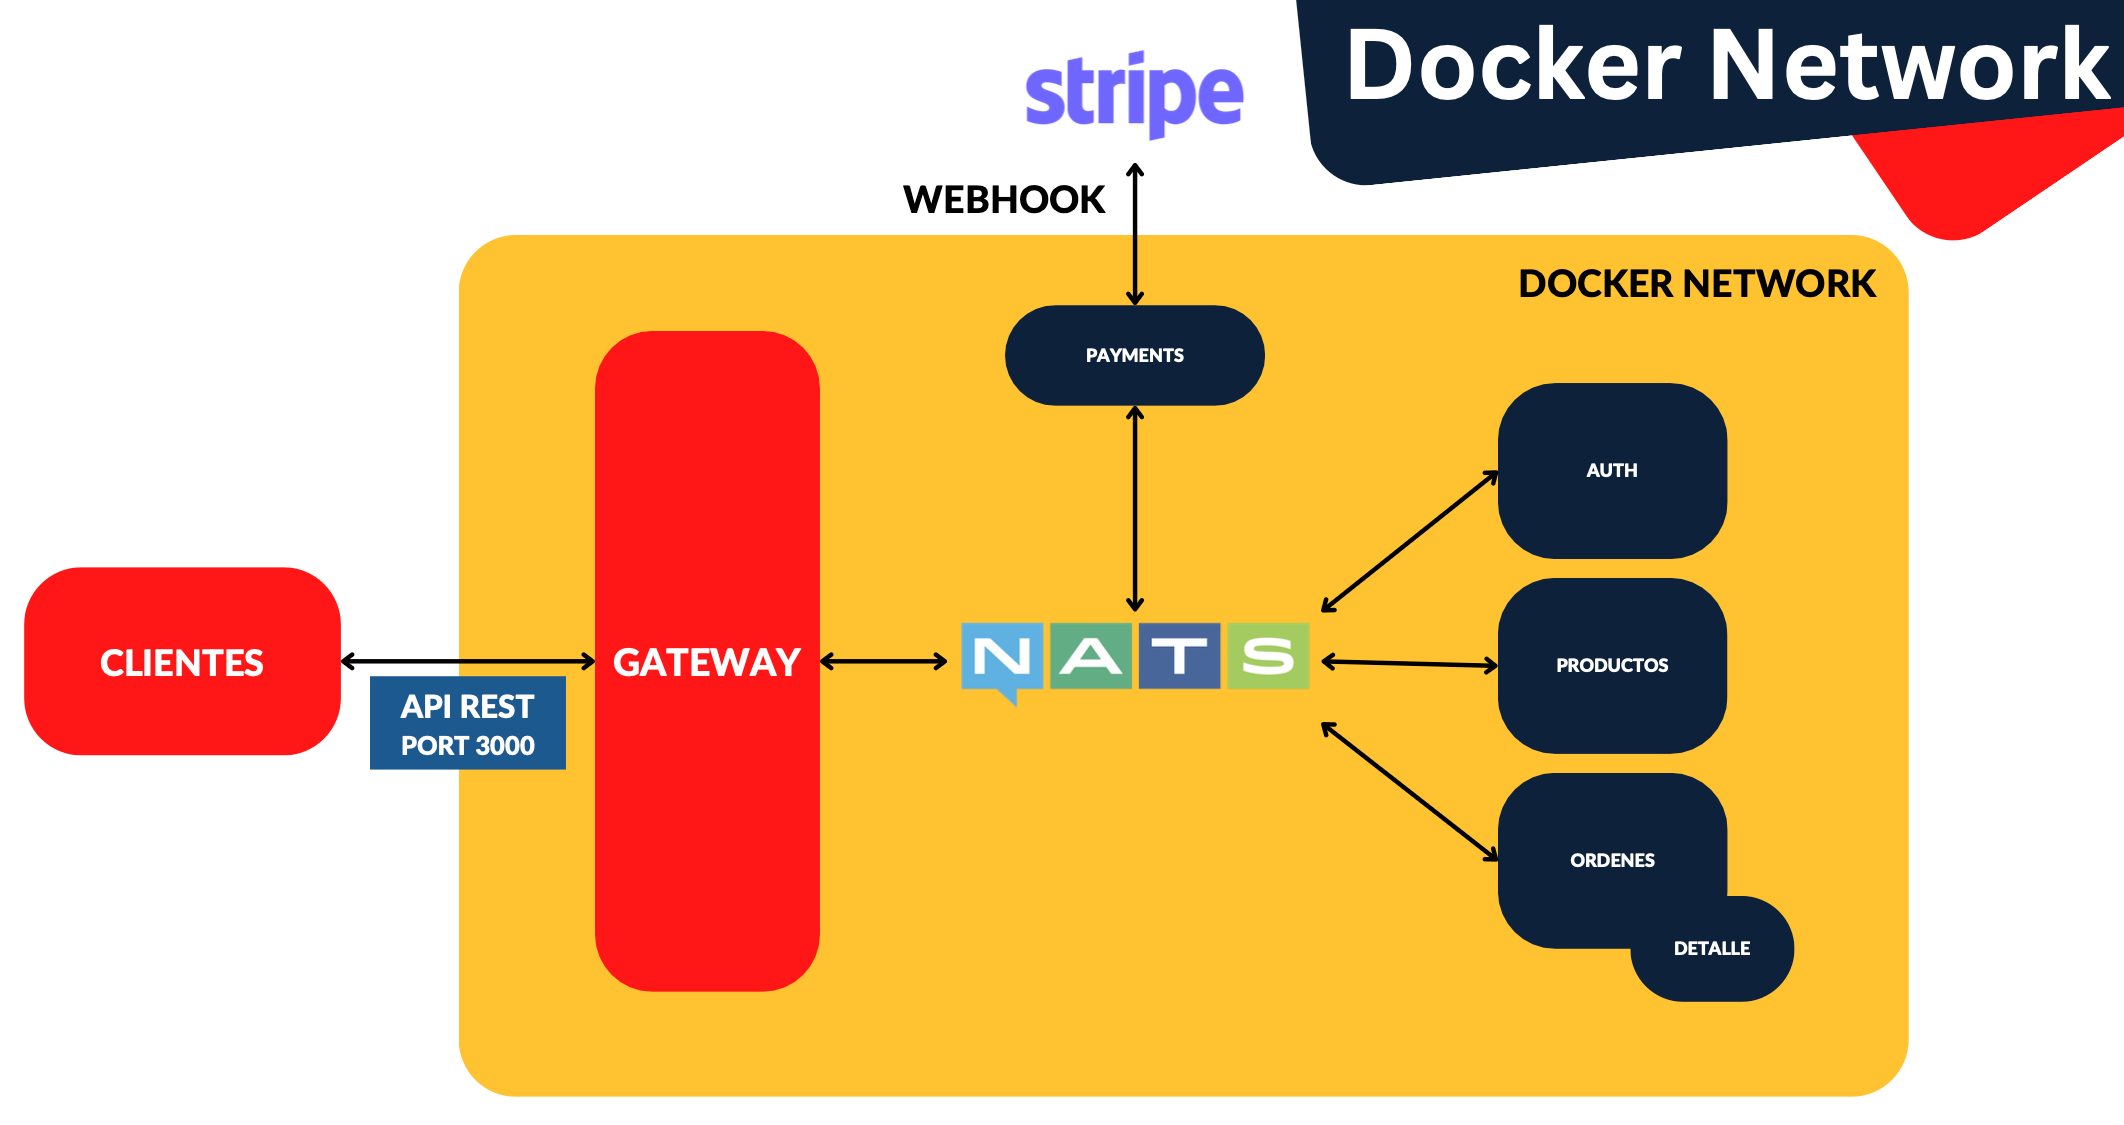 Docker Network
stripe
WEBHOOK
DOCKER NETWORK
PAYMENTS
AUTH
CLIENTES
GATEWAY
NATS
PRODUCTOS
API REST
PORT 3000
ORDENES
DETALLE